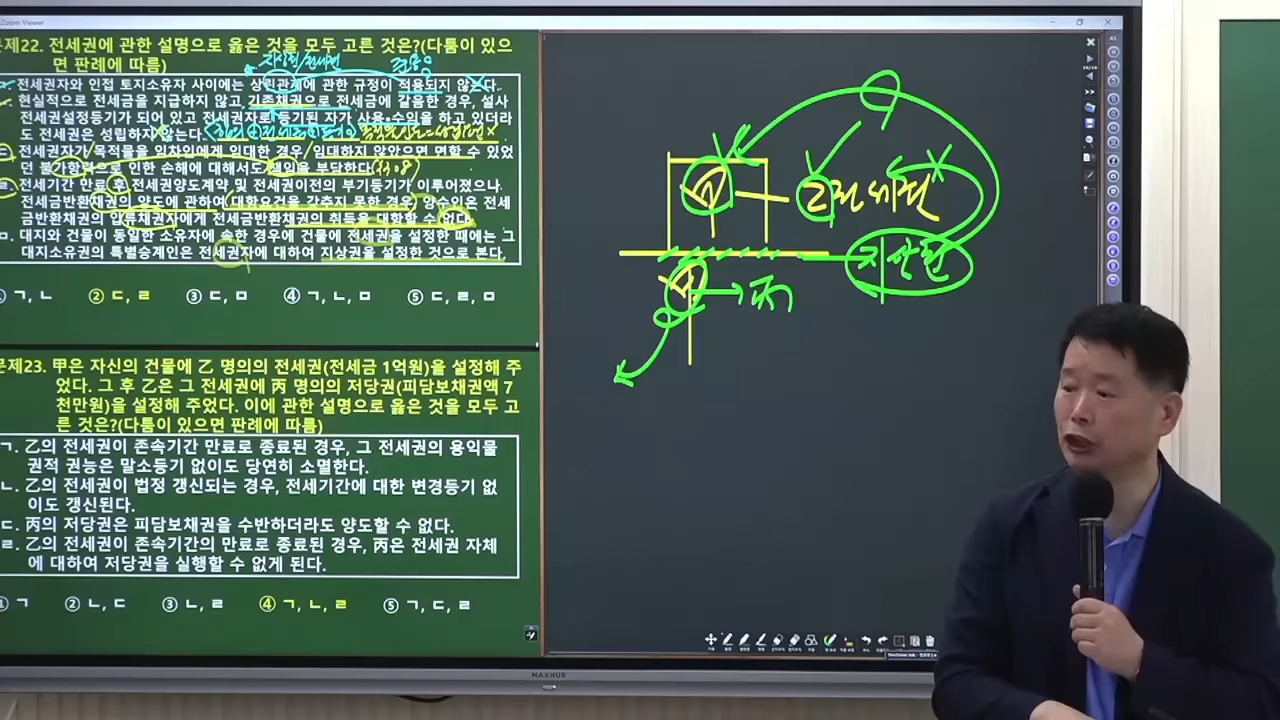 Zoom Viewer
문제22. 전세권에 관한 설명으로 옳은 것을 모두 고른 것은?(다툼이 있으
면 판례에 따름)
지상권/전세권
전세권자와 인접 토지소유자 사이에는 상린관계에 관한 규정이 적용되지 않는다.
현실적으로 전세금을 지급하지 않고, 기존채권으로 전세금에 갈음한 경우, 설사
전세권설정등기가 되어 있고 전세권자로 등기된 자가 사용•수익을 하고 있더라
도 전세권은 성립하지 않는다.
ㄷ. 전세권자가 목적물을 임차인에게 임대한 경우, 임대하지 않았으면 면할 수 있었
던 불가항력으로 인한 손해에 대해서도 책임을 부담한다.
(308)
ㄹ. 전세기간 만료 후 전세권양도계약 및 전세권이전의 부기등기가 이루어졌으나,
전세금반환채권의 양도에 관하여 대항요건을 갖추지 못한 경우, 양수인은 전세
금반환채권의 압류채권자에게 전세금반환채권의 취득을 대항할 수 없다.
ㅁ. 대지와 건물이 동일한 소유자에 속한 경우에 건물에 전세권을 설정한 때에는 그
대지소유권의 특별승계인은 전세권자에 대하여 지상권을 설정한 것으로 본다.
① ㄱ, ㄴ ② ㄷ, ㄹ ③ ㄷ, ㅁ ④ ㄱ, ㄴ, ㅁ ⑤ ㄷ, ㄹ, ㅁ
문제23. 甲은 자신의 건물에 乙 명의의 전세권(전세금 1억원)을 설정해 주
었다. 그 후 乙은 그 전세권에 丙 명의의 저당권(피담보채권액 7
천만원)을 설정해 주었다. 이에 관한 설명으로 옳은 것을 모두 고
른 것은?(다툼이 있으면 판례에 따름)
ㄱ. 乙의 전세권이 존속기간 만료로 종료된 경우, 그 전세권의 용익물
권적 권능은 말소등기 없이도 당연히 소멸한다.
ㄴ. 乙의 전세권이 법정 갱신되는 경우, 전세기간에 대한 변경등기 없
이도 갱신된다.
ㄷ. 丙의 저당권은 피담보채권을 수반하더라도 양도할 수 없다.
ㄹ. 乙의 전세권이 존속기간의 만료로 종료된 경우, 丙은 전세권 자체
에 대하여 저당권을 실행할 수 없게 된다.
① ㄱ ② ㄴ, ㄷ ③ ㄴ, ㄹ ④ ㄱ, ㄴ, ㄹ ⑤ ㄱ, ㄷ, ㄹ
甲 乙전세권
지상권
甲 丙
MAXHUB